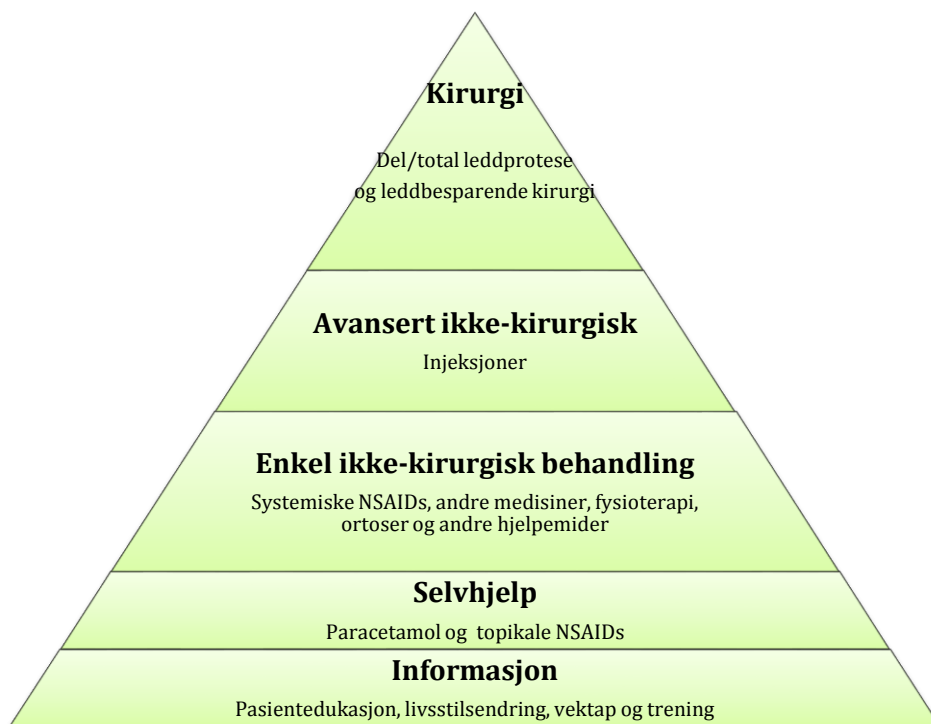 Kirurgi
Del/total leddprotese
og leddbesparende kirurgi
Avansert ikke-kirurgisk
Injeksjoner
Enkel ikke-kirurgisk behandling
Systemiske NSAIDs, andre medisiner, fysioterapi,
ortoser og andre hjelpemider
Selvhjelp
Paracetamol og topikale NSAIDs
Informasjon
Pasientedukasjon, livsstilsendring, vektap og trening